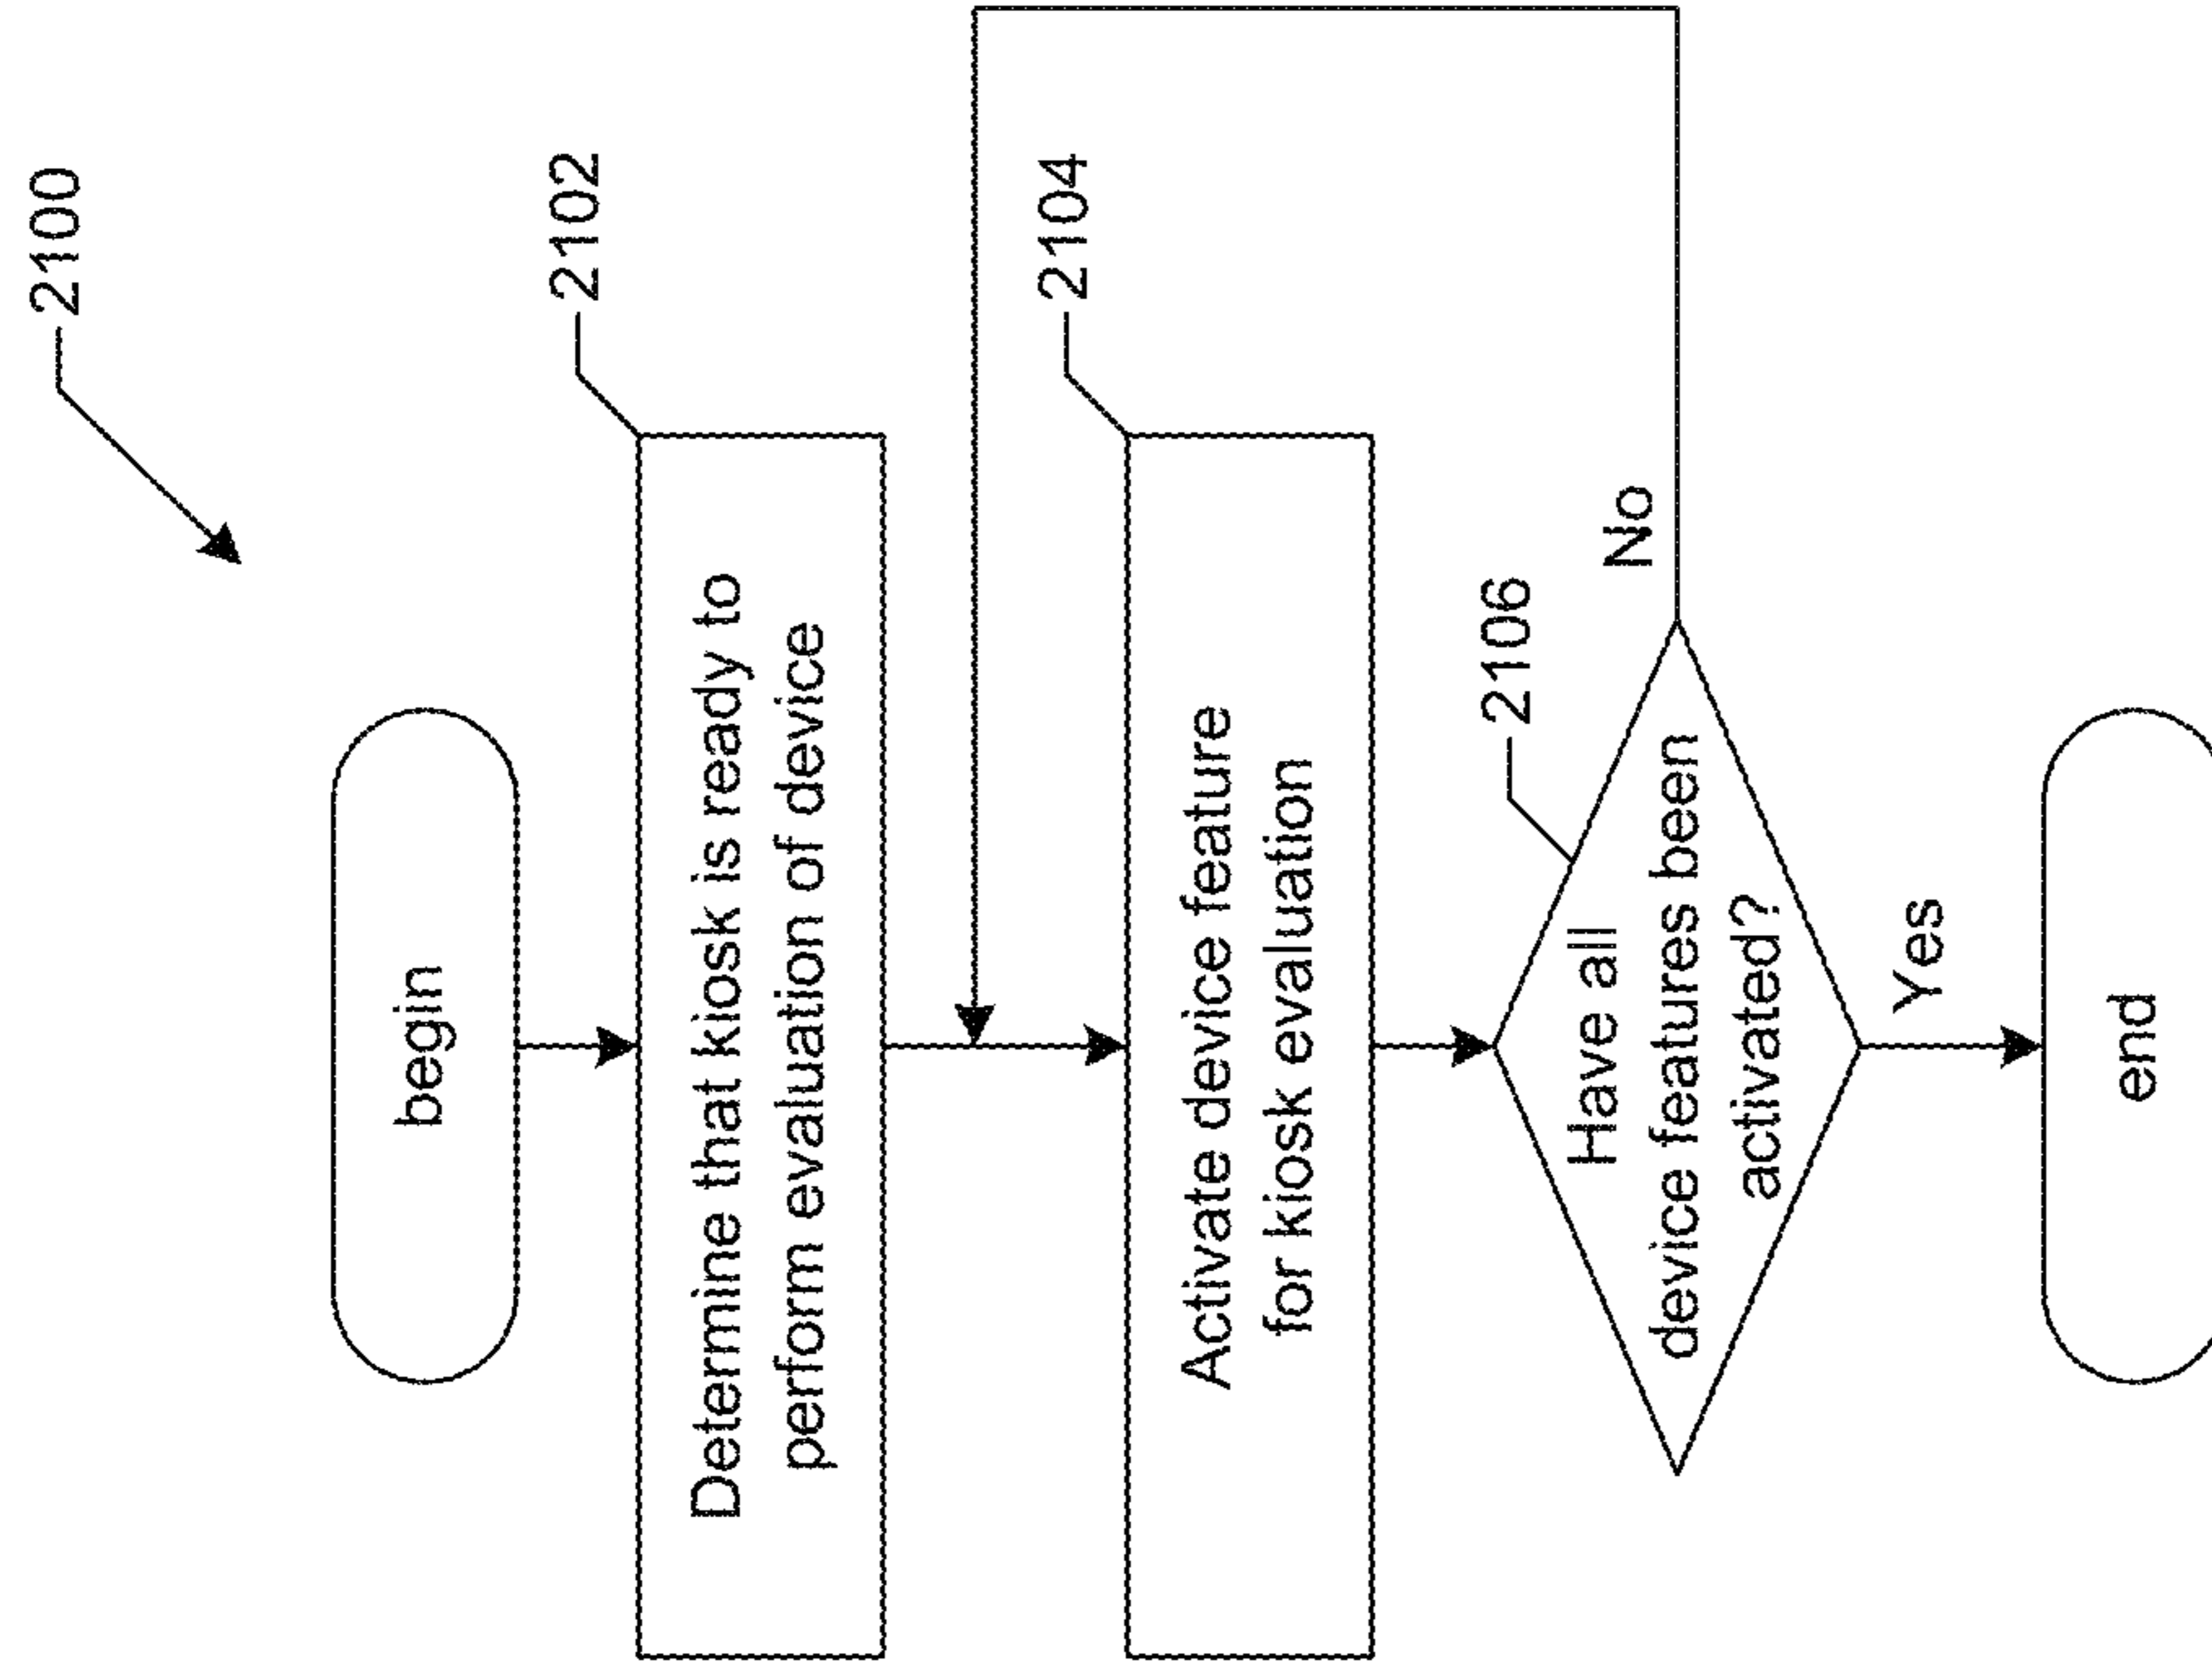 2100
begin
2102
Determine that kiosk is ready to
perform evaluation of device
2104
Activate device feature
for kiosk evaluation
2106
Have all
device features been
activated?
No
Yes
end